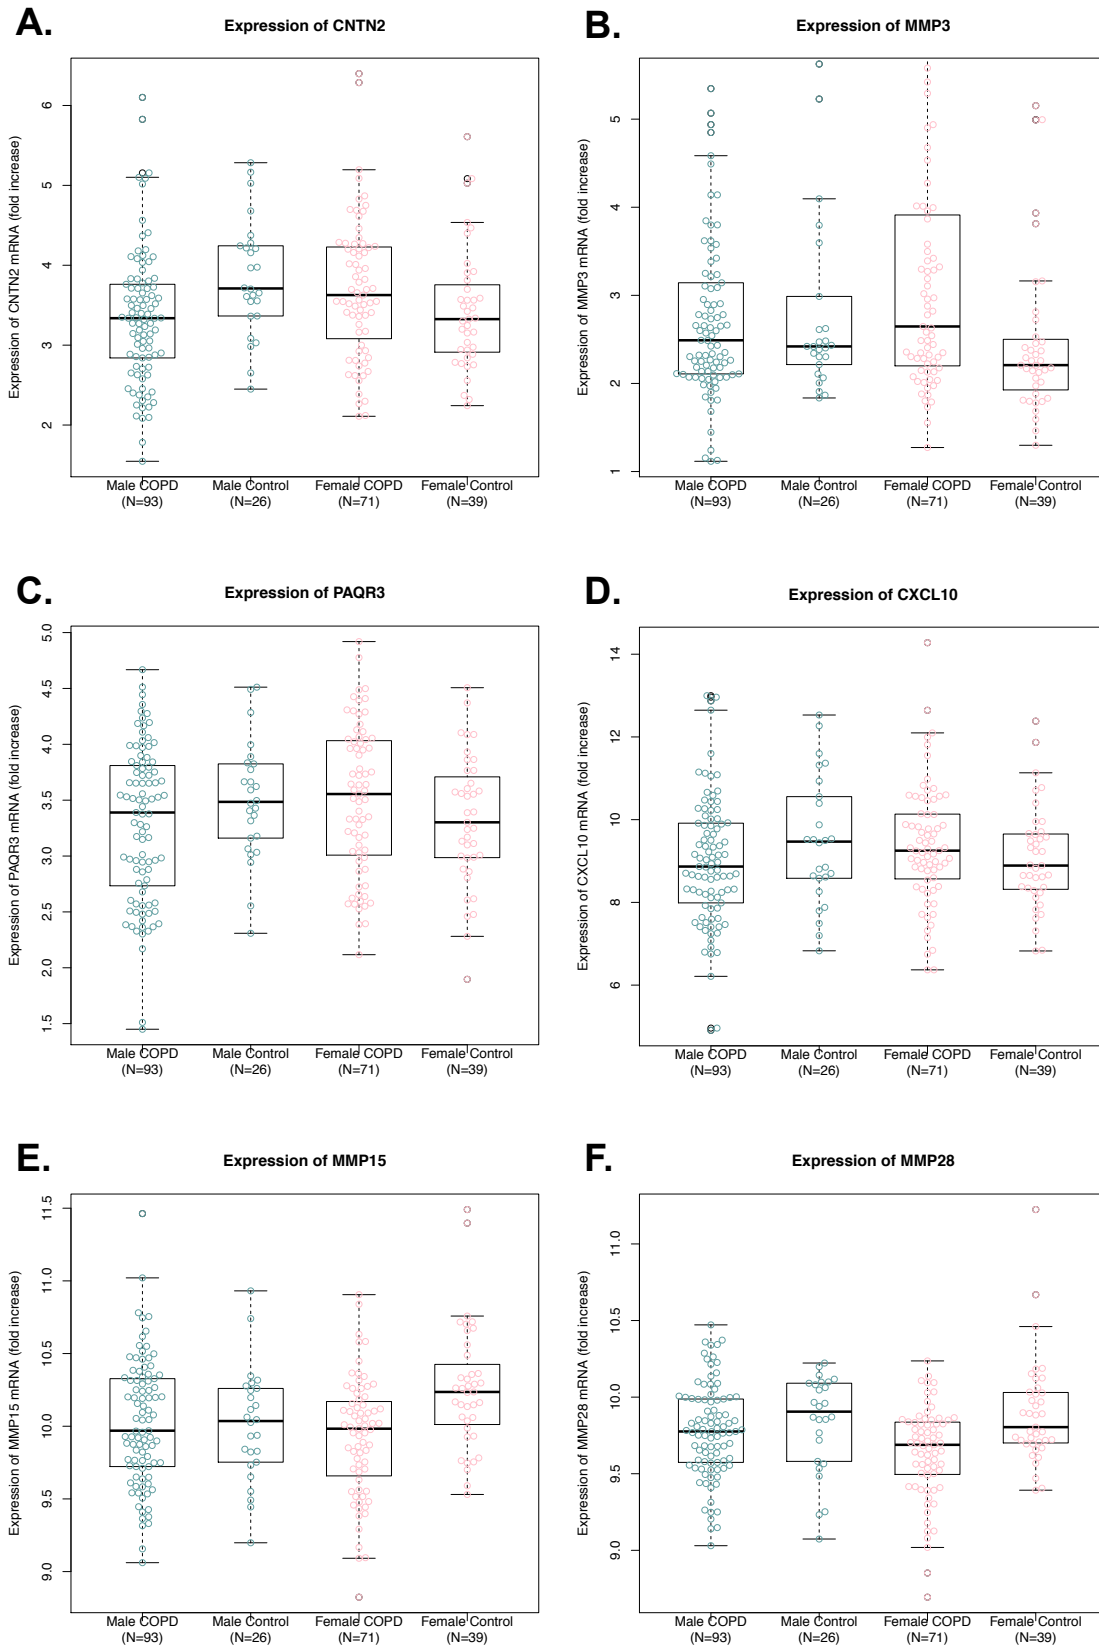 A.
Expression of CNTN2
Expression of CNTN2 mRNA (fold increase)
6
5
4
3
2
Male COPD Male Control Female COPD Female Control
(N=93) (N=26) (N=71) (N=39)
B.
Expression of MMP3
Expression of MMP3 mRNA (fold increase)
5
4
3
2
1
Male COPD Male Control Female COPD Female Control
(N=93) (N=26) (N=71) (N=39)
C.
Expression of PAQR3
Expression of PAQR3 mRNA (fold increase)
5.0
4.5
4.0
3.5
3.0
2.5
2.0
1.5
Male COPD Male Control Female COPD Female Control
(N=93) (N=26) (N=71) (N=39)
D.
Expression of CXCL10
Expression of CXCL10 mRNA (fold increase)
14
12
10
8
6
Male COPD Male Control Female COPD Female Control
(N=93) (N=26) (N=71) (N=39)
E.
Expression of MMP15
Expression of MMP15 mRNA (fold increase)
11.5
11.0
10.5
10.0
9.5
9.0
Male COPD Male Control Female COPD Female Control
(N=93) (N=26) (N=71) (N=39)
F.
Expression of MMP28
Expression of MMP28 mRNA (fold increase)
11.0
10.5
10.0
9.5
9.0
Male COPD Male Control Female COPD Female Control
(N=93) (N=26) (N=71) (N=39)